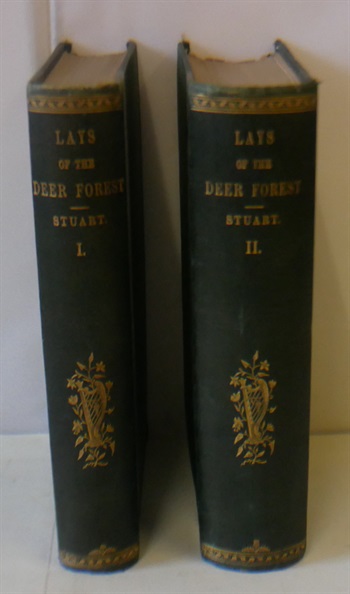 LAYS
OF THE
DEER FOREST
STUART.
I.
LAYS
OF THE
DEER FOREST
STUART.
II.